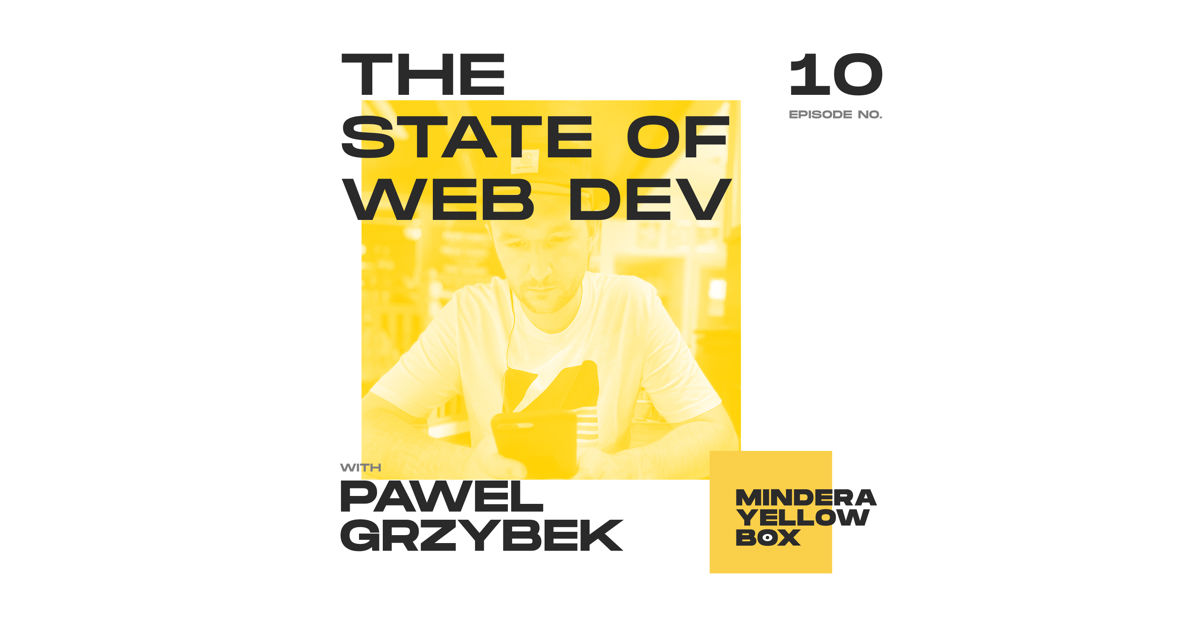 THE
STATE OF
WEB DEV
10
EPISODE NO.
WITH
PAWEL
GRZYBEK
MINDERA
YELLOW
BOX